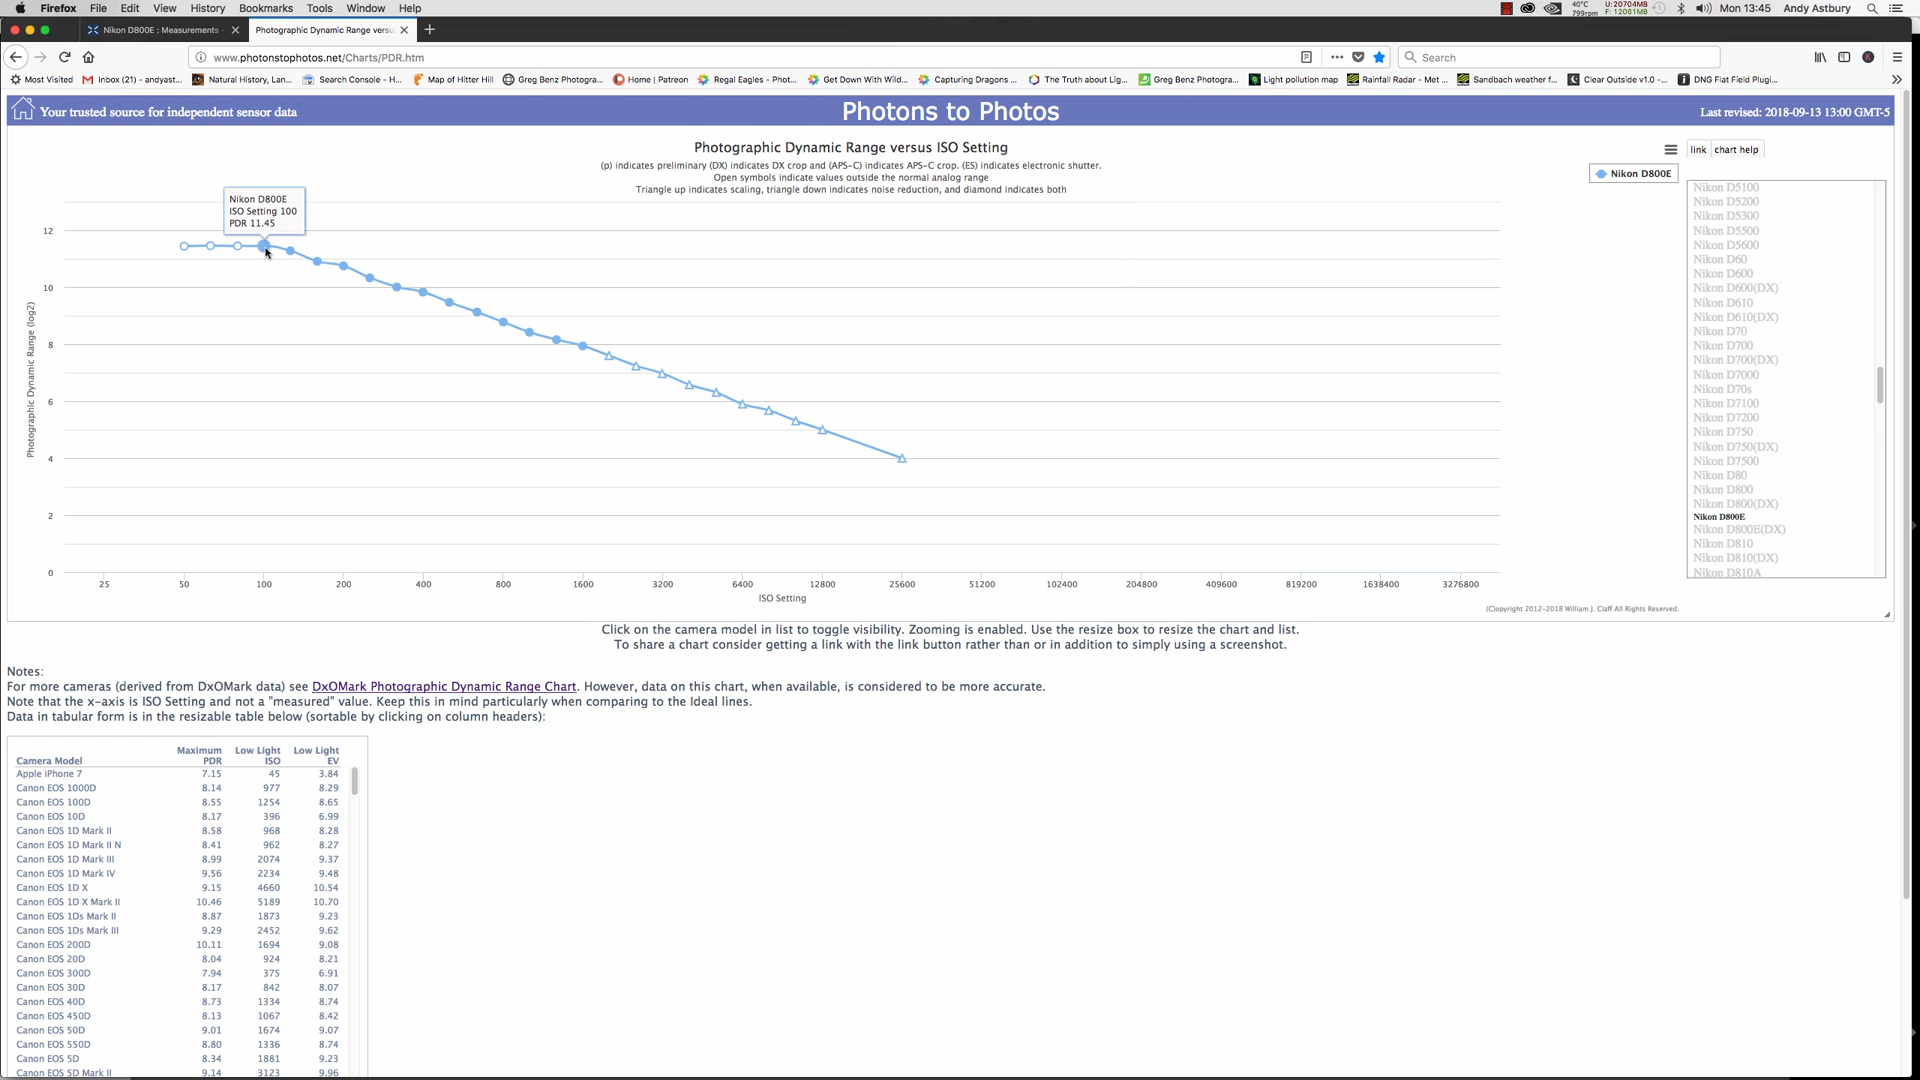 Firefox File Edit View History Bookmarks Tools Window Help
40°C
799rpm
U:20704MB
F: 12061MB
Mon 13:45 Andy Astbury
Nikon D800E : Measurements
Photographic Dynamic Range versu
www.photonstophotos.net/Charts/PDR.htm
Search
Most Visited
Inbox (21) - andyast...
Natural History, Lan...
Search Console - H...
Map of Hitter Hill
Greg Benz Photogra...
Home | Patreon
Regal Eagles - Phot...
Get Down With Wild...
Capturing Dragons ...
The Truth about Lig...
Greg Benz Photogra...
Light pollution map
Rainfall Radar - Met ...
Sandbach weather f...
Clear Outside v1.0 -...
DNG Flat Field Plugi...
Your trusted source for independent sensor data
Photons to Photos
Last revised: 2018-09-13 13:00 GMT-5
Photographic Dynamic Range versus ISO Setting
(p) indicates preliminary (DX) indicates DX crop and (APS-C) indicates APS-C crop. (ES) indicates electronic shutter.
Open symbols indicate values outside the normal analog range
Triangle up indicates scaling, triangle down indicates noise reduction, and diamond indicates both
link chart help
Nikon D800E
Nikon D800E
ISO Setting 100
PDR 11.45
Photographic Dynamic Range (log2)
12
10
8
6
4
2
0
25 50 100 200 400 800 1600 3200 6400 12800 25600 51200 102400 204800 409600 819200 1638400 3276800
ISO Setting
Nikon D5100
Nikon D5200
Nikon D5300
Nikon D5500
Nikon D5600
Nikon D60
Nikon D600
Nikon D600(DX)
Nikon D610
Nikon D610(DX)
Nikon D70
Nikon D700
Nikon D700(DX)
Nikon D7000
Nikon D70s
Nikon D7100
Nikon D7200
Nikon D750
Nikon D750(DX)
Nikon D7500
Nikon D80
Nikon D800
Nikon D800(DX)
Nikon D800E
Nikon D800E(DX)
Nikon D810
Nikon D810(DX)
Nikon D810A
(C)opyright 2012-2018 William J. Claff All Rights Reserved.
Click on the camera model in list to toggle visibility. Zooming is enabled. Use the resize box to resize the chart and list.
To share a chart consider getting a link with the link button rather than or in addition to simply using a screenshot.
Notes:
For more cameras (derived from DxOMark data) see DxOMark Photographic Dynamic Range Chart. However, data on this chart, when available, is considered to be more accurate.
Note that the x-axis is ISO Setting and not a "measured" value. Keep this in mind particularly when comparing to the Ideal lines.
Data in tabular form is in the resizable table below (sortable by clicking on column headers):
Maximum Low Light Low Light
Camera Model PDR ISO EV
Apple iPhone 7 7.15 45 3.84
Canon EOS 1000D 8.14 977 8.29
Canon EOS 100D 8.55 1254 8.65
Canon EOS 10D 8.17 396 6.99
Canon EOS 1D Mark II 8.58 968 8.28
Canon EOS 1D Mark II N 8.41 962 8.27
Canon EOS 1D Mark III 8.99 2074 9.37
Canon EOS 1D Mark IV 9.56 2234 9.48
Canon EOS 1D X 9.15 4660 10.54
Canon EOS 1D X Mark II 10.46 5189 10.70
Canon EOS 1Ds Mark II 8.87 1873 9.23
Canon EOS 1Ds Mark III 9.29 2452 9.62
Canon EOS 200D 10.11 1694 9.08
Canon EOS 20D 8.04 924 8.21
Canon EOS 300D 7.94 375 6.91
Canon EOS 30D 8.17 842 8.07
Canon EOS 40D 8.73 1334 8.74
Canon EOS 450D 8.13 1067 8.42
Canon EOS 50D 9.01 1674 9.07
Canon EOS 550D 8.80 1336 8.74
Canon EOS 5D 8.34 1881 9.23
Canon EOS 5D Mark II 9.14 3123 9.96